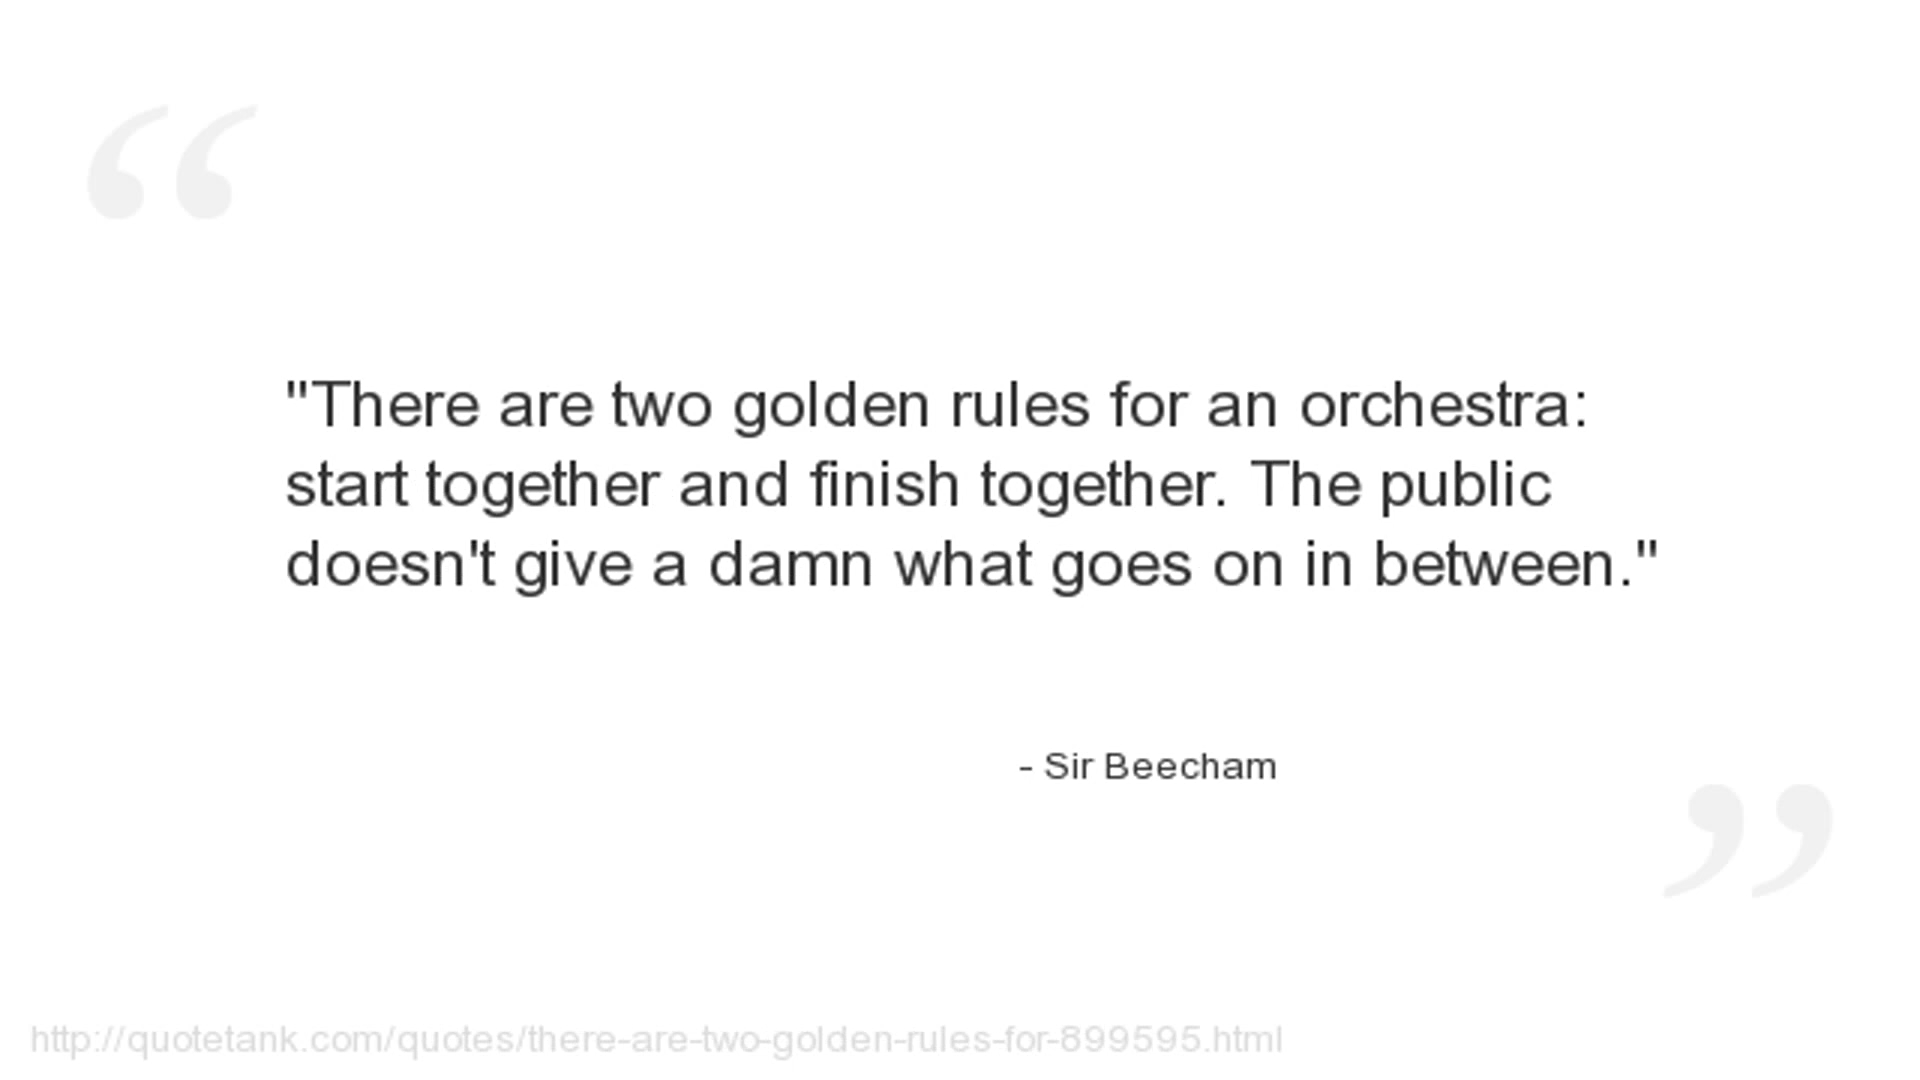 "There are two golden rules for an orchestra:
start together and finish together. The public
doesn't give a damn what goes on in between."
- Sir Beecham
http://quotetank.com/quotes/there-are-two-golden-rules-for-899595.html